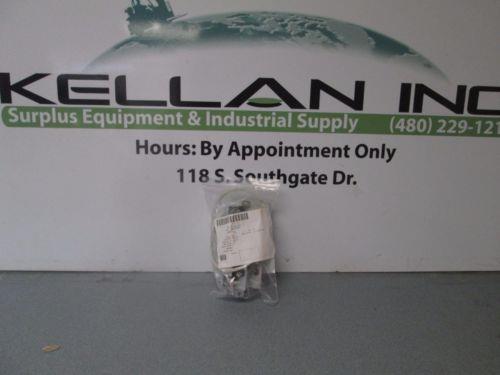 KELLAN INC
Surplus Equipment & Industrial Supply (480) 229-121
Hours: By Appointment Only
118 S. Southgate Dr.